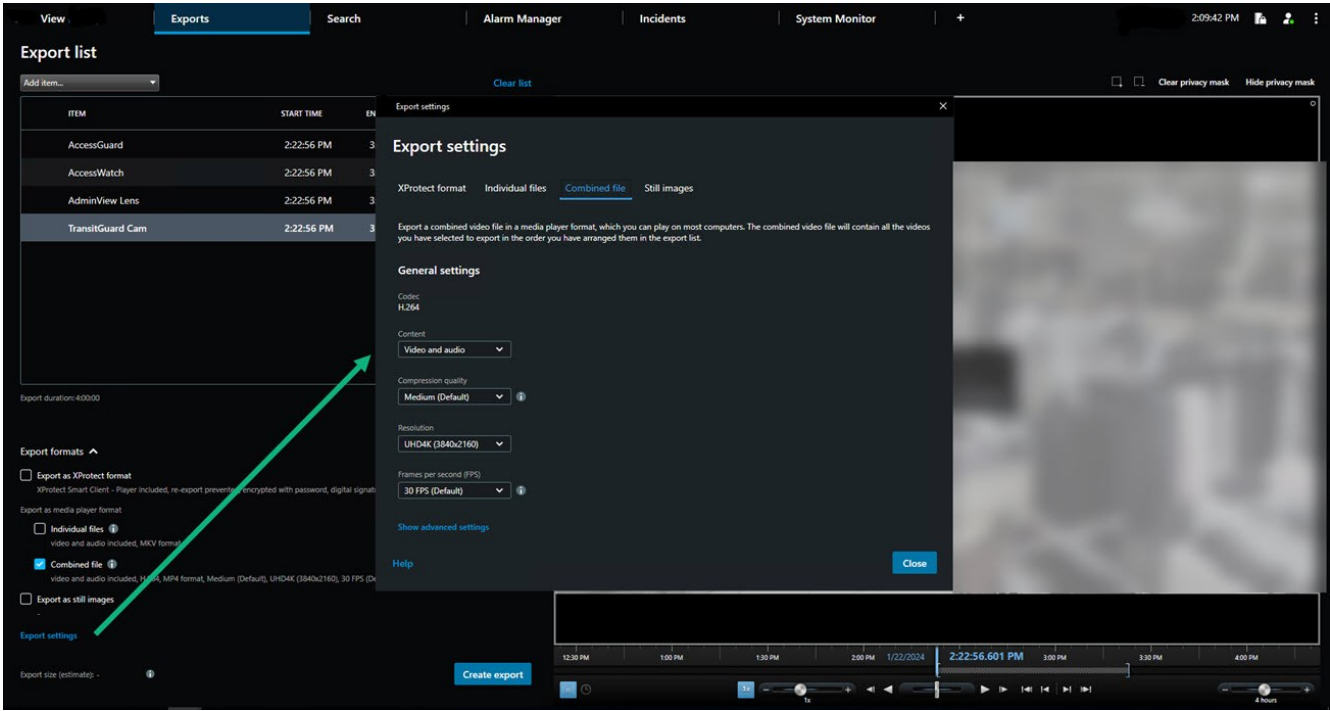 View Exports Search Alarm Manager Incidents System Monitor + 2:09:42 PM
Export list
Add item... Clear list Clear privacy mask Hide privacy mask
ITEM START TIME EN
AccessGuard 2:22:56 PM 3
AccessWatch 2:22:56 PM 3
AdminView Lens 2:22:56 PM 3
TransitGuard Cam 2:22:56 PM 3
Export duration: 4:00:00
Export formats
Export as XProtect format
XProtect Smart Client - Player included, re-export prevented, encrypted with password, digital signat
Export as media player format
Individual files
video and audio included, MKV format
Combined file
video and audio included, H.264, MP4 format, Medium (Default), UHD4K (3840x2160), 30 FPS (De
Export as still images
-
Export settings
Export size (estimate): -
Create export
Export settings
Export settings
XProtect format Individual files Combined file Still images
Export a combined video file in a media player format, which you can play on most computers. The combined video file will contain all the videos
you have selected to export in the order you have arranged them in the export list.
General settings
Codec
H.264
Content
Video and audio
Compression quality
Medium (Default)
Resolution
UHD4K (3840x2160)
Frames per second (FPS)
30 FPS (Default)
Show advanced settings
Help Close
12:30 PM 1:00 PM 1:30 PM 2:00 PM 1/22/2024 2:22:56.601 PM 3:00 PM 3:30 PM 4:00 PM
1x - + - +
1x 4 hours